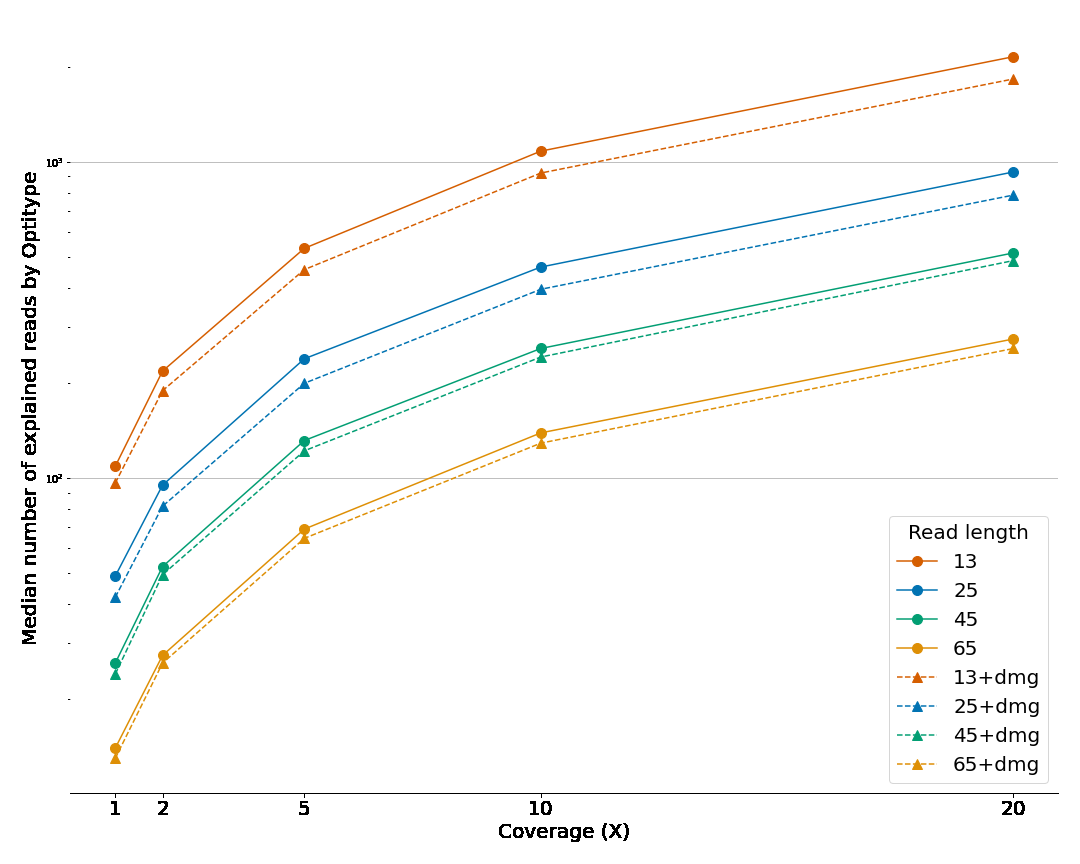 Median number of explained reads by Optitype
10³
10²
1 2 5 10 20
Coverage (X)
Read length
13
25
45
65
13+dmg
25+dmg
45+dmg
65+dmg